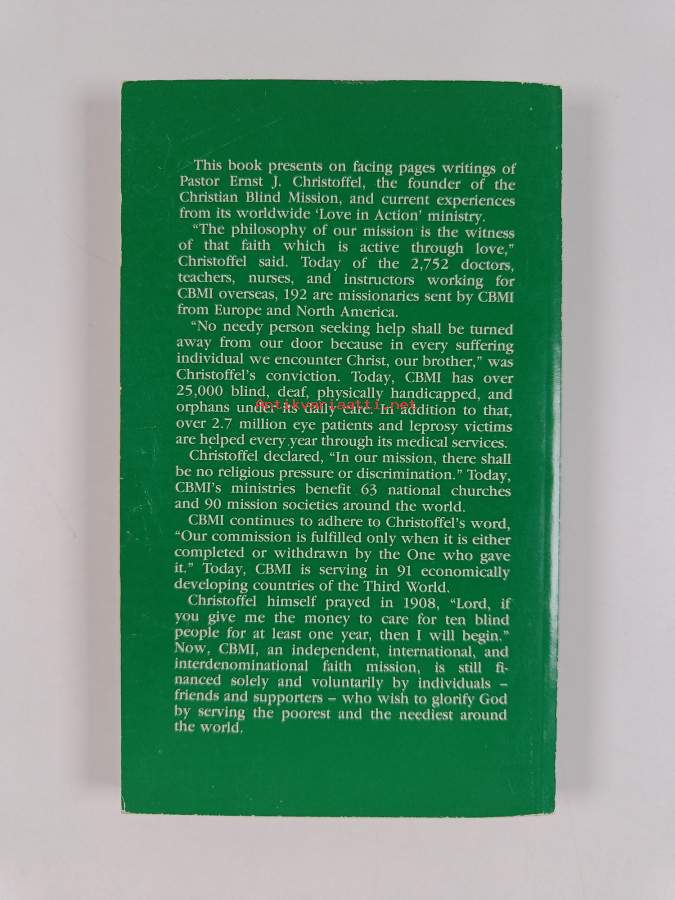 This book presents on facing pages writings of
Pastor Ernst J. Christoffel, the founder of the
Christian Blind Mission, and current experiences
from its worldwide ‘Love in Action’ ministry.
“The philosophy of our mission is the witness
of that faith which is active through love,”
Christoffel said. Today of the 2,752 doctors,
teachers, nurses, and instructors working for
CBMI overseas, 192 are missionaries sent by CBMI
from Europe and North America.
“No needy person seeking help shall be turned
away from our door because in every suffering
individual we encounter Christ, our brother,” was
Christoffel’s conviction. Today, CBMI has over
25,000 blind, deaf, physically handicapped, and
orphans under its daily care. In addition to that,
Antikvariaatti.net
over 2.7 million eye patients and leprosy victims
are helped every year through its medical services.
Christoffel declared, “In our mission, there shall
be no religious pressure or discrimination.” Today,
CBMI’s ministries benefit 63 national churches
and 90 mission societies around the world.
CBMI continues to adhere to Christoffel’s word,
“Our commission is fulfilled only when it is either
completed or withdrawn by the One who gave
it.” Today, CBMI is serving in 91 economically
developing countries of the Third World.
Christoffel himself prayed in 1908, “Lord, if
you give me the money to care for ten blind
people for at least one year, then I will begin.”
Now, CBMI, an independent, international, and
interdenominational faith mission, is still fi-
nanced solely and voluntarily by individuals –
friends and supporters – who wish to glorify God
by serving the poorest and the neediest around
the world.